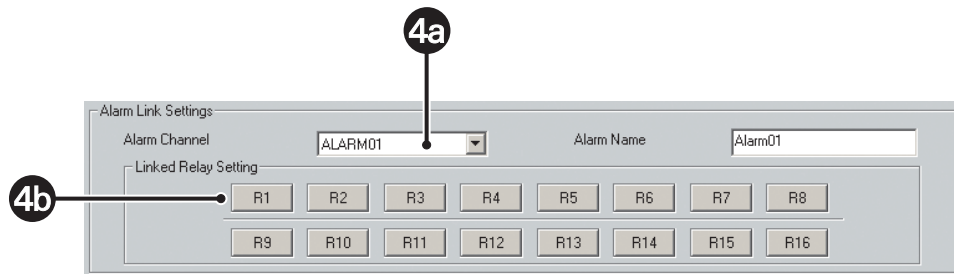 4a
Alarm Link Settings
Alarm Channel ALARM01 Alarm Name Alarm01
Linked Relay Setting
4b R1 R2 R3 R4 R5 R6 R7 R8
R9 R10 R11 R12 R13 R14 R15 R16